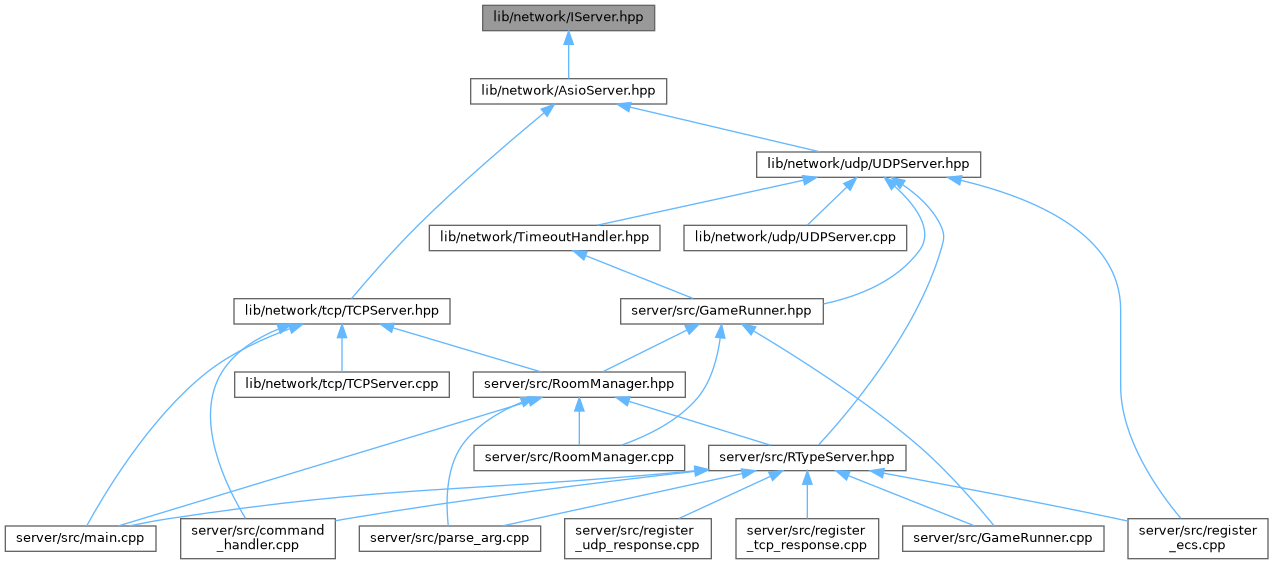 lib/network/IServer.hpp
lib/network/AsioServer.hpp
lib/network/udp/UDPServer.hpp
lib/network/TimeoutHandler.hpp
lib/network/udp/UDPServer.cpp
lib/network/tcp/TCPServer.hpp
server/src/GameRunner.hpp
lib/network/tcp/TCPServer.cpp
server/src/RoomManager.hpp
server/src/RoomManager.cpp
server/src/RTypeServer.hpp
server/src/main.cpp
server/src/command
_handler.cpp
server/src/parse_arg.cpp
server/src/register
_udp_response.cpp
server/src/register
_tcp_response.cpp
server/src/GameRunner.cpp
server/src/register
_ecs.cpp